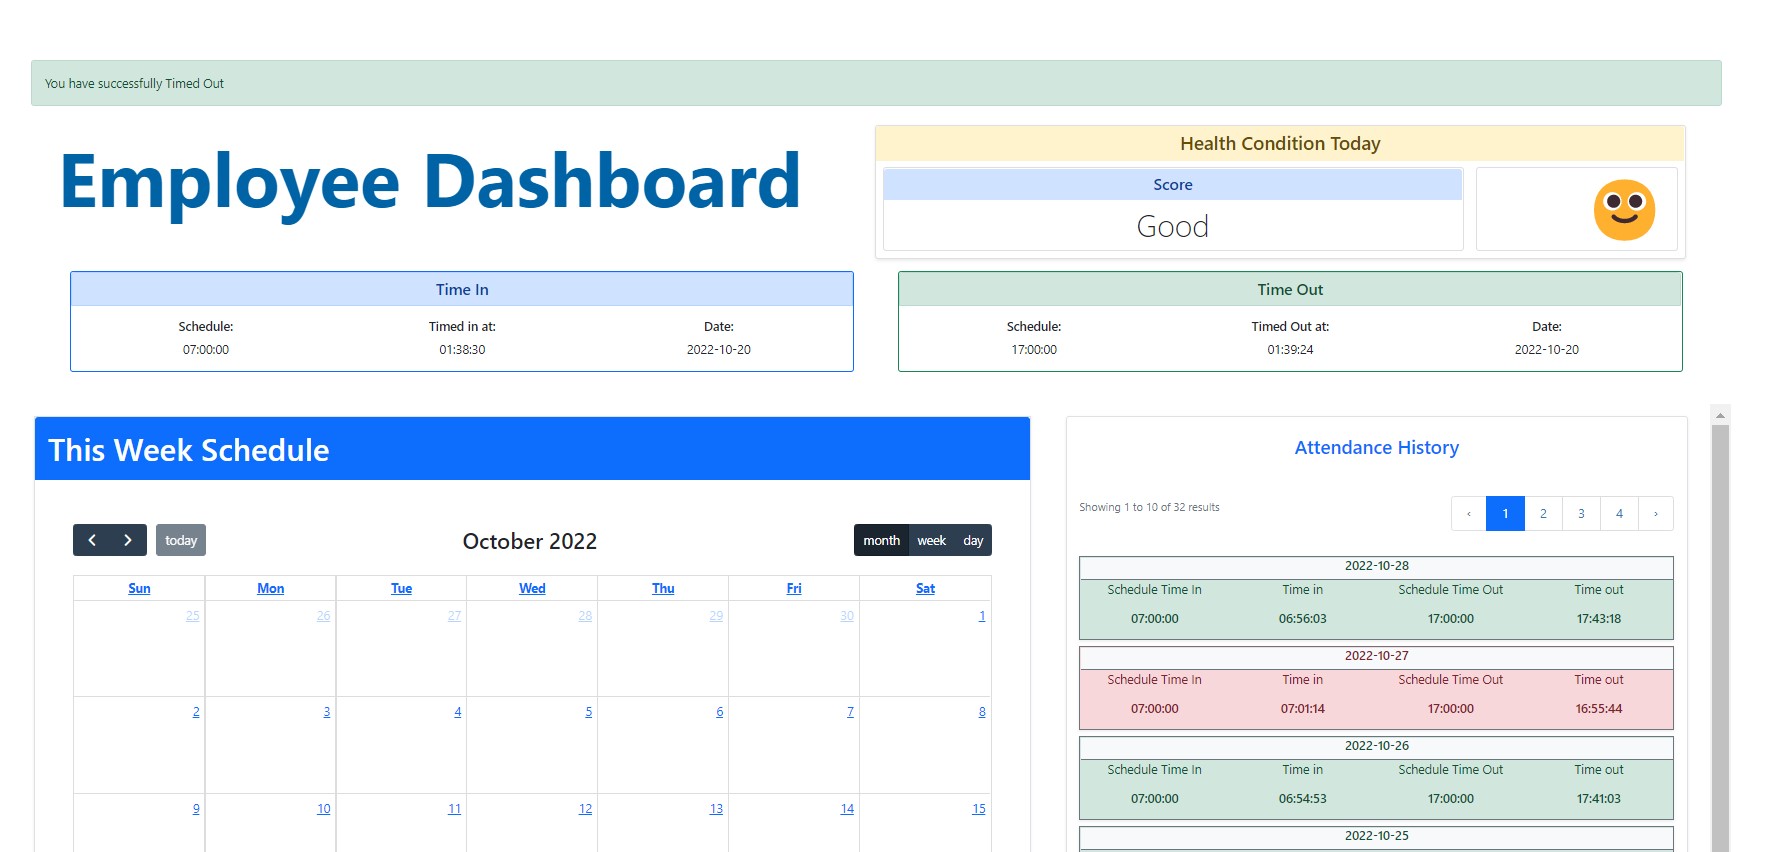 You have successfully Timed Out
Employee Dashboard
Health Condition Today
Score
Good
Time In
Schedule: Timed in at: Date:
07:00:00 01:38:30 2022-10-20
Time Out
Schedule: Timed Out at: Date:
17:00:00 01:39:24 2022-10-20
This Week Schedule
today
October 2022
month week day
Sun Mon Tue Wed Thu Fri Sat
25 26 27 28 29 30 1
2 3 4 5 6 7 8
9 10 11 12 13 14 15
Attendance History
Showing 1 to 10 of 32 results
‹ 1 2 3 4 ›
2022-10-28
Schedule Time In Time in Schedule Time Out Time out
07:00:00 06:56:03 17:00:00 17:43:18
2022-10-27
Schedule Time In Time in Schedule Time Out Time out
07:00:00 07:01:14 17:00:00 16:55:44
2022-10-26
Schedule Time In Time in Schedule Time Out Time out
07:00:00 06:54:53 17:00:00 17:41:03
2022-10-25